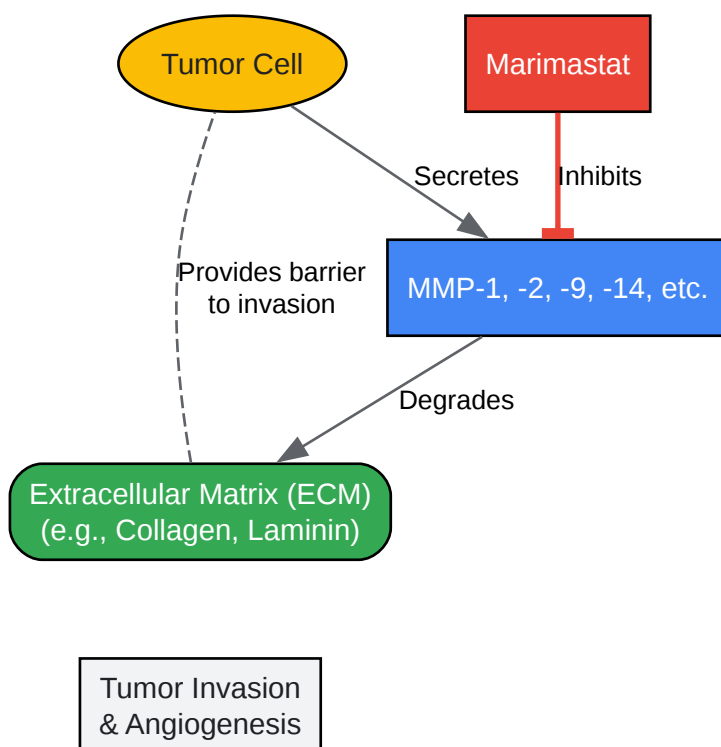 Tumor Cell
Marimastat
Secretes
Inhibits
Provides barrier
to invasion
MMP-1, -2, -9, -14, etc.
Degrades
Extracellular Matrix (ECM)
(e.g., Collagen, Laminin)
Tumor Invasion
& Angiogenesis